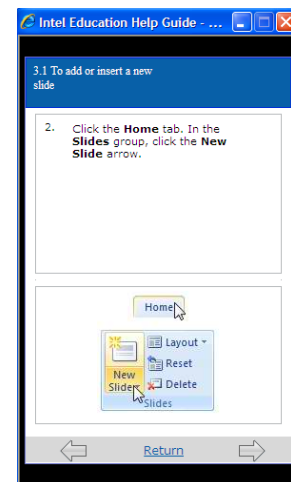 Intel Education Help Guide - ...
3.1 To add or insert a new
slide
2. Click the Home tab. In the
Slides group, click the New
Slide arrow.
Home
Layout
Reset
New
Slide
Delete
Slides
Return